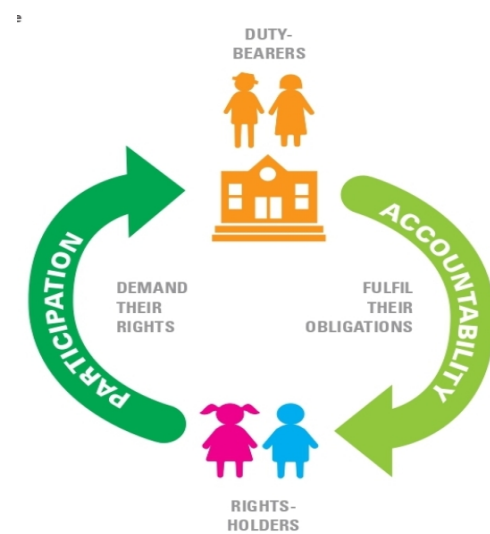 e
DUTY-
BEARERS
PARTICIPATION
ACCOUNTABILITY
DEMAND
THEIR
RIGHTS
FULFIL
THEIR
OBLIGATIONS
RIGHTS-
HOLDERS